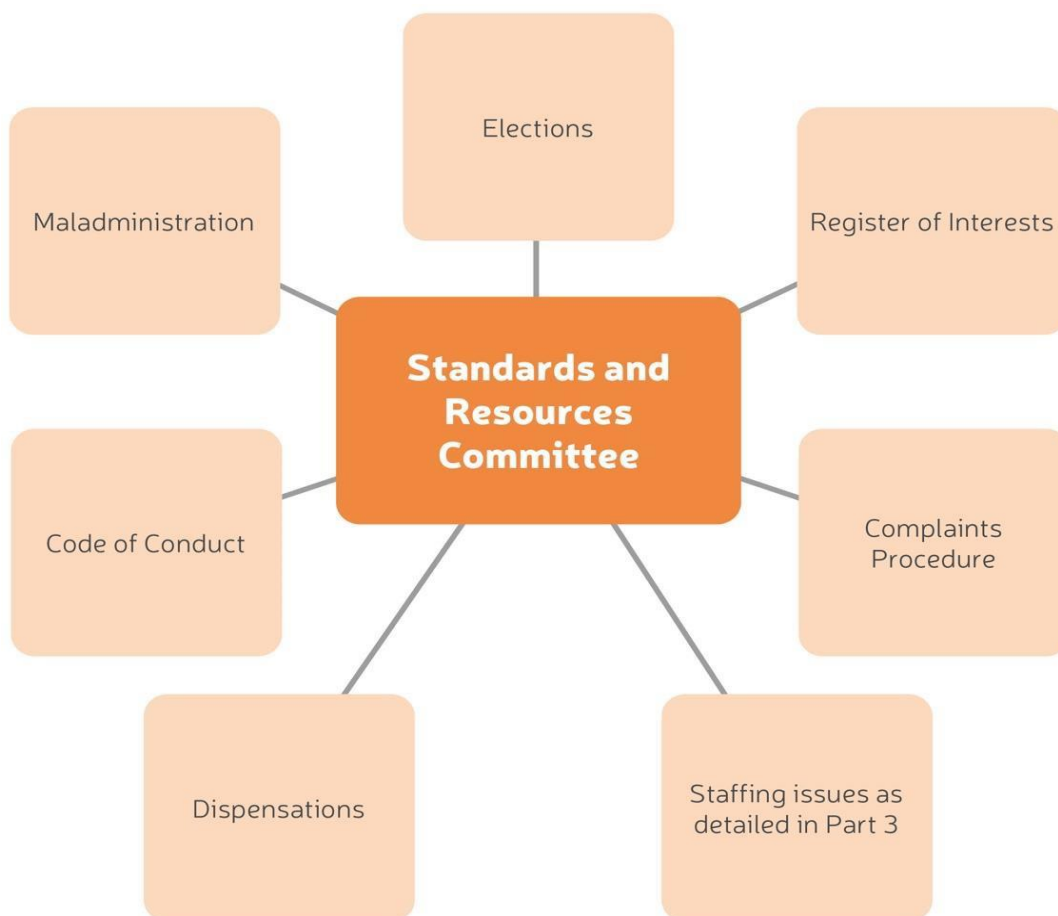 Elections
Maladministration
Register of Interests
Standards and
Resources
Committee
Code of Conduct
Complaints
Procedure
Dispensations
Staffing issues as
detailed in Part 3